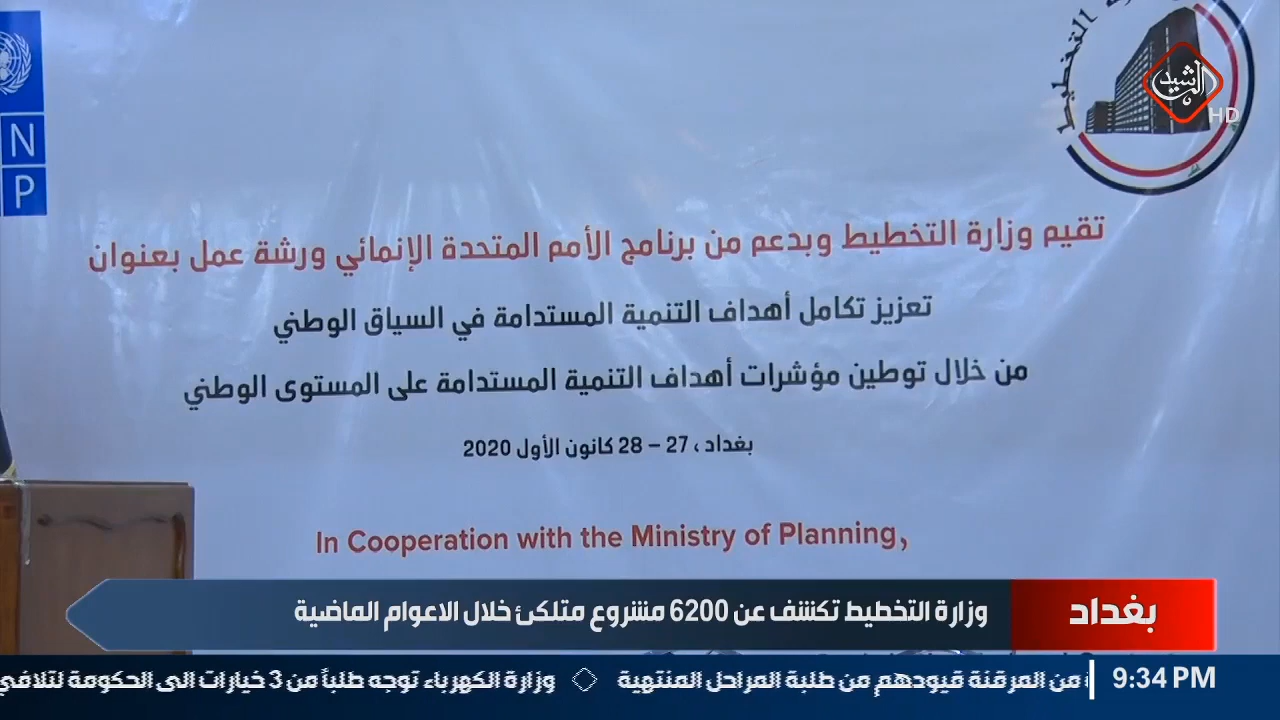 N
P
التخطيط
الرشيد
HD
تقيم وزارة التخطيط وبدعم من برنامج الأمم المتحدة الإنمائي ورشة عمل بعنوان
تعزيز تكامل أهداف التنمية المستدامة في السياق الوطني
من خلال توطين مؤشرات أهداف التنمية المستدامة على المستوى الوطني
بغداد ، 27 – 28 كانون الأول 2020
In Cooperation with the Ministry of Planning,
بغداد
وزارة التخطيط تكشف عن 6200 مشروع متلكئ خلال الاعوام الماضية
9:34 PM
من المرقنة قيودهم من طلبة المراحل المنتهية ◇ وزارة الكهرباء توجه طلباً من 3 خيارات الى الحكومة لتلافي